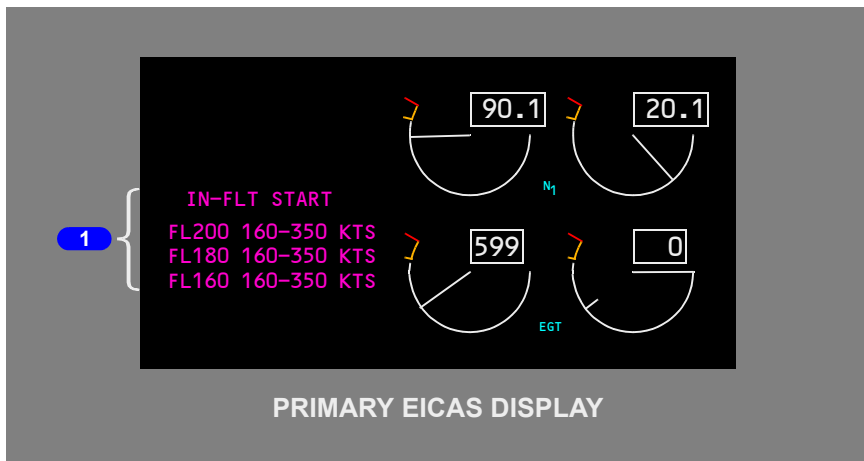 90.1 20.1
N1
IN-FLT START
1
FL200 160-350 KTS
FL180 160-350 KTS
FL160 160-350 KTS
599 0
EGT
PRIMARY EICAS DISPLAY